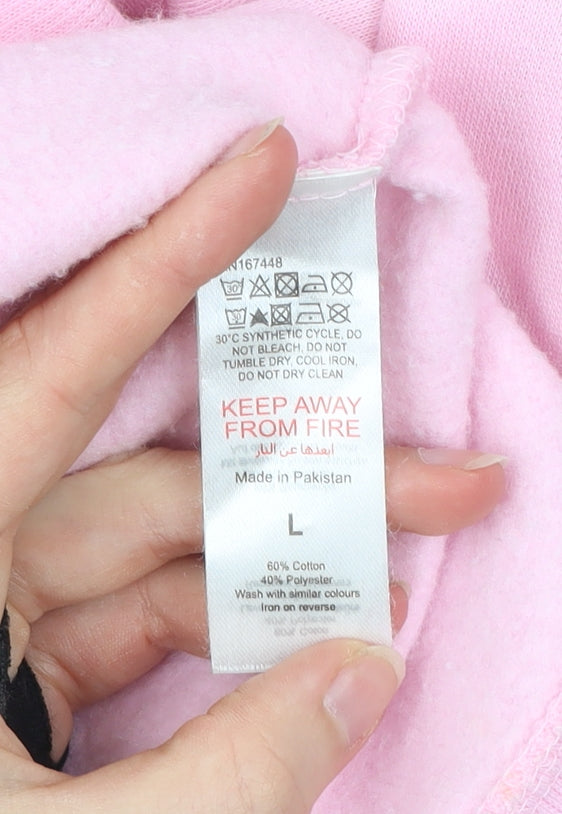 N167448
30°C SYNTHETIC CYCLE, DO
NOT BLEACH, DO NOT
TUMBLE DRY, COOL IRON,
DO NOT DRY CLEAN
KEEP AWAY
FROM FIRE
ابعدها عن النار
Made in Pakistan
L
60% Cotton
40% Polyester
Wash with similar colours
Iron on reverse